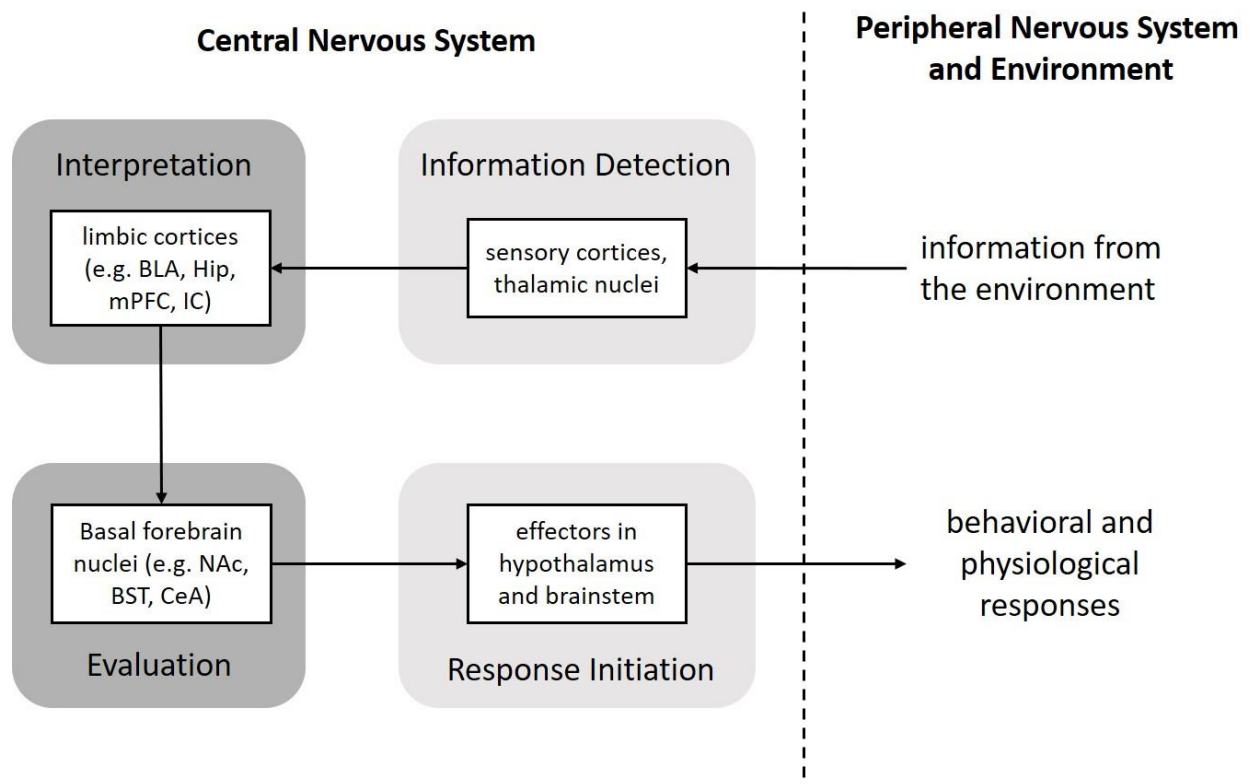 Central Nervous System
Peripheral Nervous System
and Environment
Interpretation
limbic cortices
(e.g. BLA, Hip,
mPFC, IC)
Information Detection
sensory cortices,
thalamic nuclei
information from
the environment
Basal forebrain
nuclei (e.g. NAc,
BST, CeA)
Evaluation
effectors in
hypothalamus
and brainstem
Response Initiation
behavioral and
physiological
responses